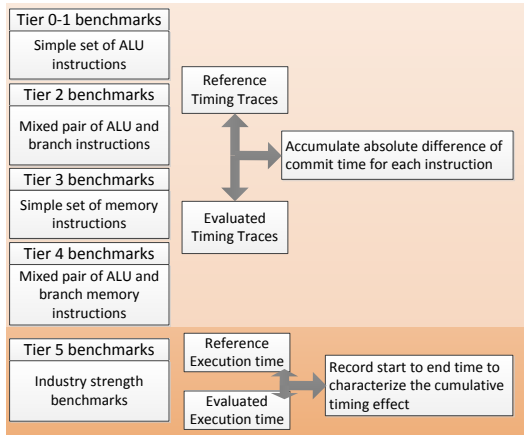 Tier 0-1 benchmarks
Simple set of ALU
instructions
Tier 2 benchmarks
Mixed pair of ALU and
branch instructions
Tier 3 benchmarks
Simple set of memory
instructions
Tier 4 benchmarks
Mixed pair of ALU and
branch memory
instructions
Reference
Timing Traces
Accumulate absolute difference of
commit time for each instruction
Evaluated
Timing Traces
Tier 5 benchmarks
Industry strength
benchmarks
Reference
Execution time
Evaluated
Execution time
Record start to end time to
characterize the cumulative
timing effect